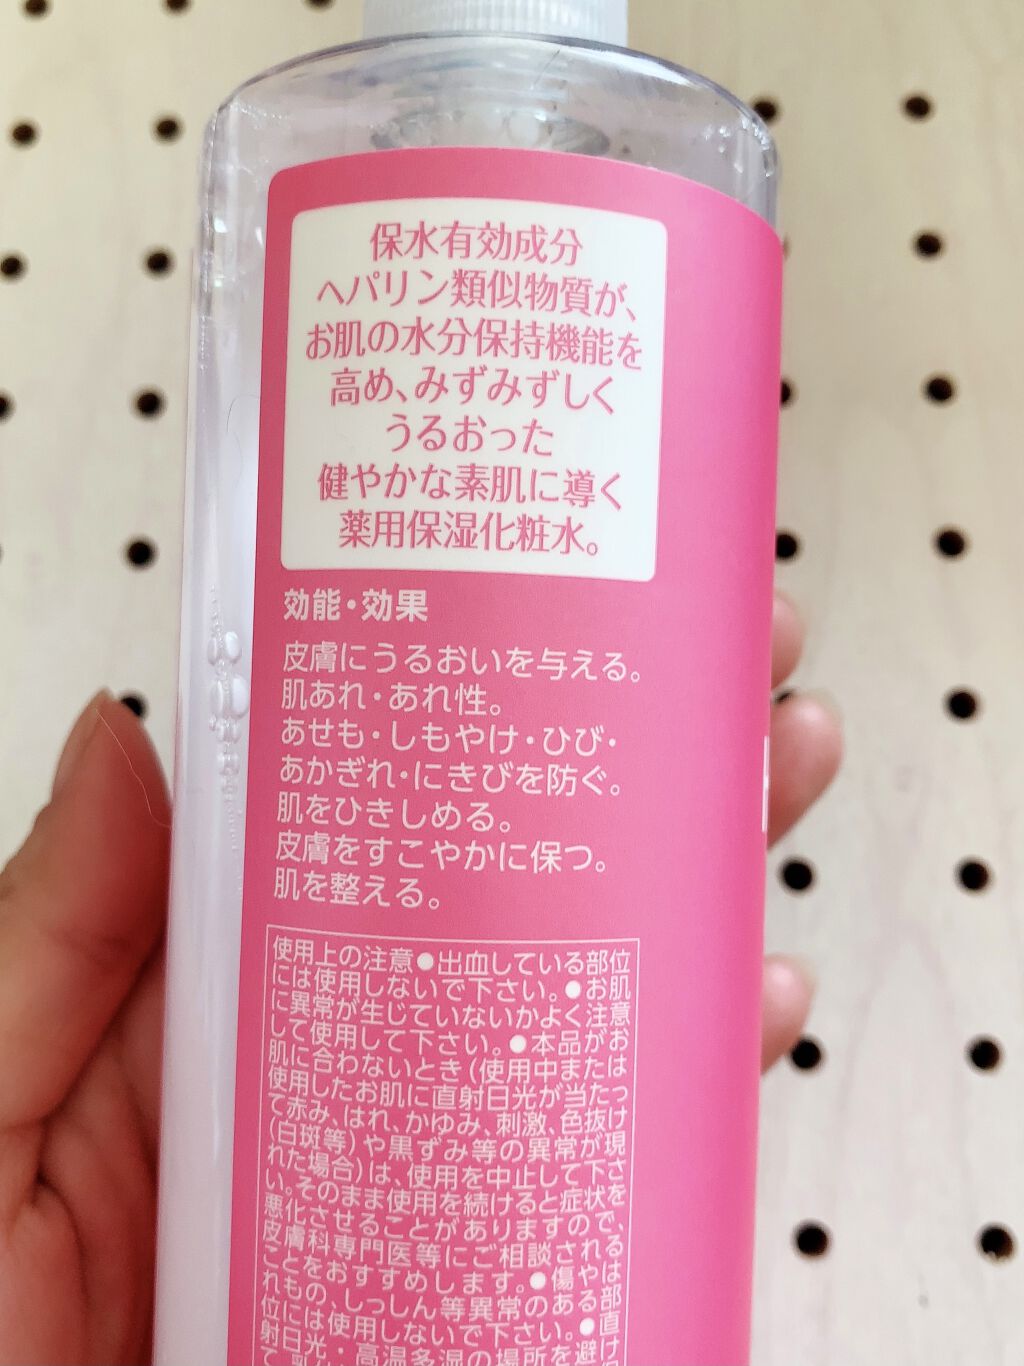 保水有効成分
ヘパリン類似物質が、
お肌の水分保持機能を
高め、みずみずしく
うるおった
健やかな素肌に導く
薬用保湿化粧水。
効能・効果
皮膚にうるおいを与える。
肌あれ・あれ性。
あせも・しもやけ・ひび・
あかぎれ・にきびを防ぐ。
肌をひきしめる。
皮膚をすこやかに保つ。
肌を整える。
使用上の注意●出血している部位
には使用しないで下さい。●お肌
に異常が生じていないかよく注意
して使用して下さい。●本品がお
肌に合わないとき(使用中または
使用したお肌に直射日光が当たっ
て赤み、はれ、かゆみ、刺激、色抜け
(白斑等)や黒ずみ等の異常が現
れた場合)は、使用を中止して下さ
い。そのまま使用を続けると症状を
悪化させることがありますので、
皮膚科専門医等にご相談される
ことをおすすめします。●傷やは
れもの、しっしん等異常のある部
位には使用しないで下さい。●直
射日光・高温多湿の場所を避け